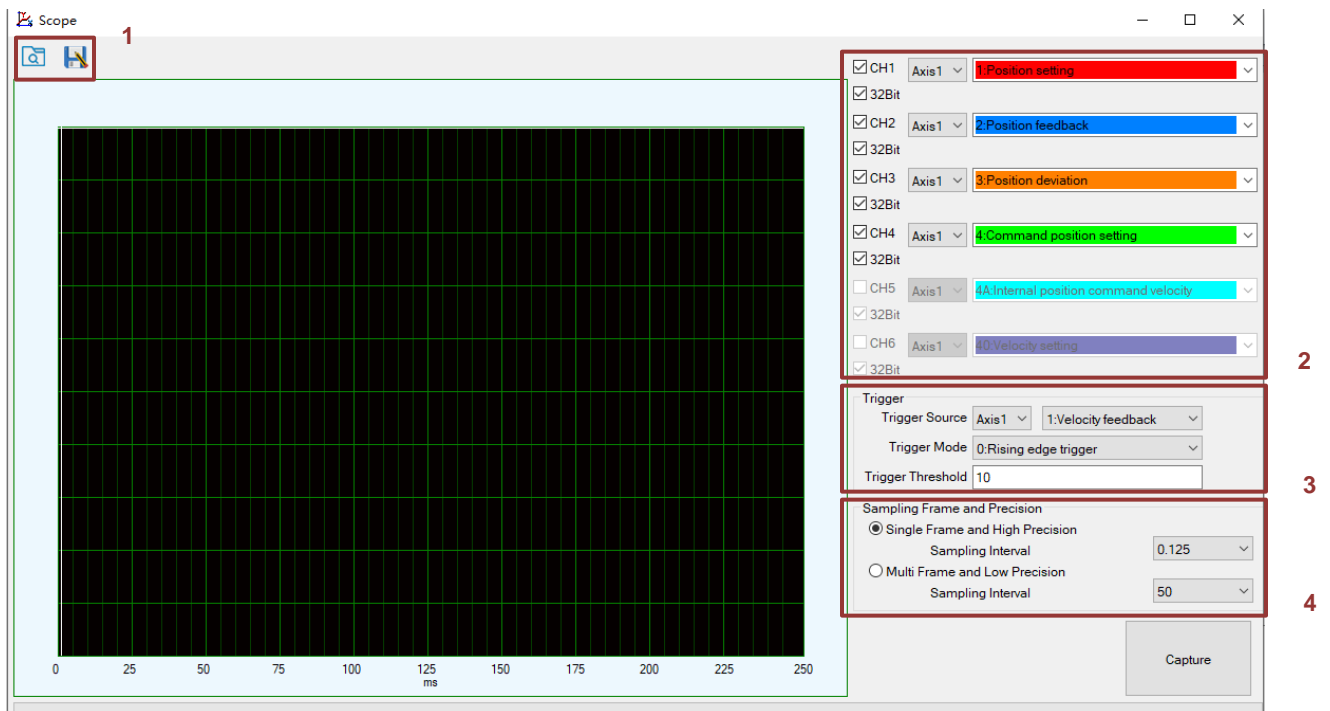 Scope
1
CH1 Axis1 1:Position setting
32Bit
CH2 Axis1 2:Position feedback
32Bit
CH3 Axis1 3:Position deviation
32Bit
CH4 Axis1 4:Command position setting
32Bit
CH5 Axis1 4A:Internal position command velocity
32Bit
CH6 Axis1 40:Velocity setting
32Bit
2
Trigger
Trigger Source Axis1 1:Velocity feedback
Trigger Mode 0:Rising edge trigger
Trigger Threshold 10
3
Sampling Frame and Precision
Single Frame and High Precision
Sampling Interval 0.125
Multi Frame and Low Precision
Sampling Interval 50
4
0 25 50 75 100 125 150 175 200 225 250
ms
Capture